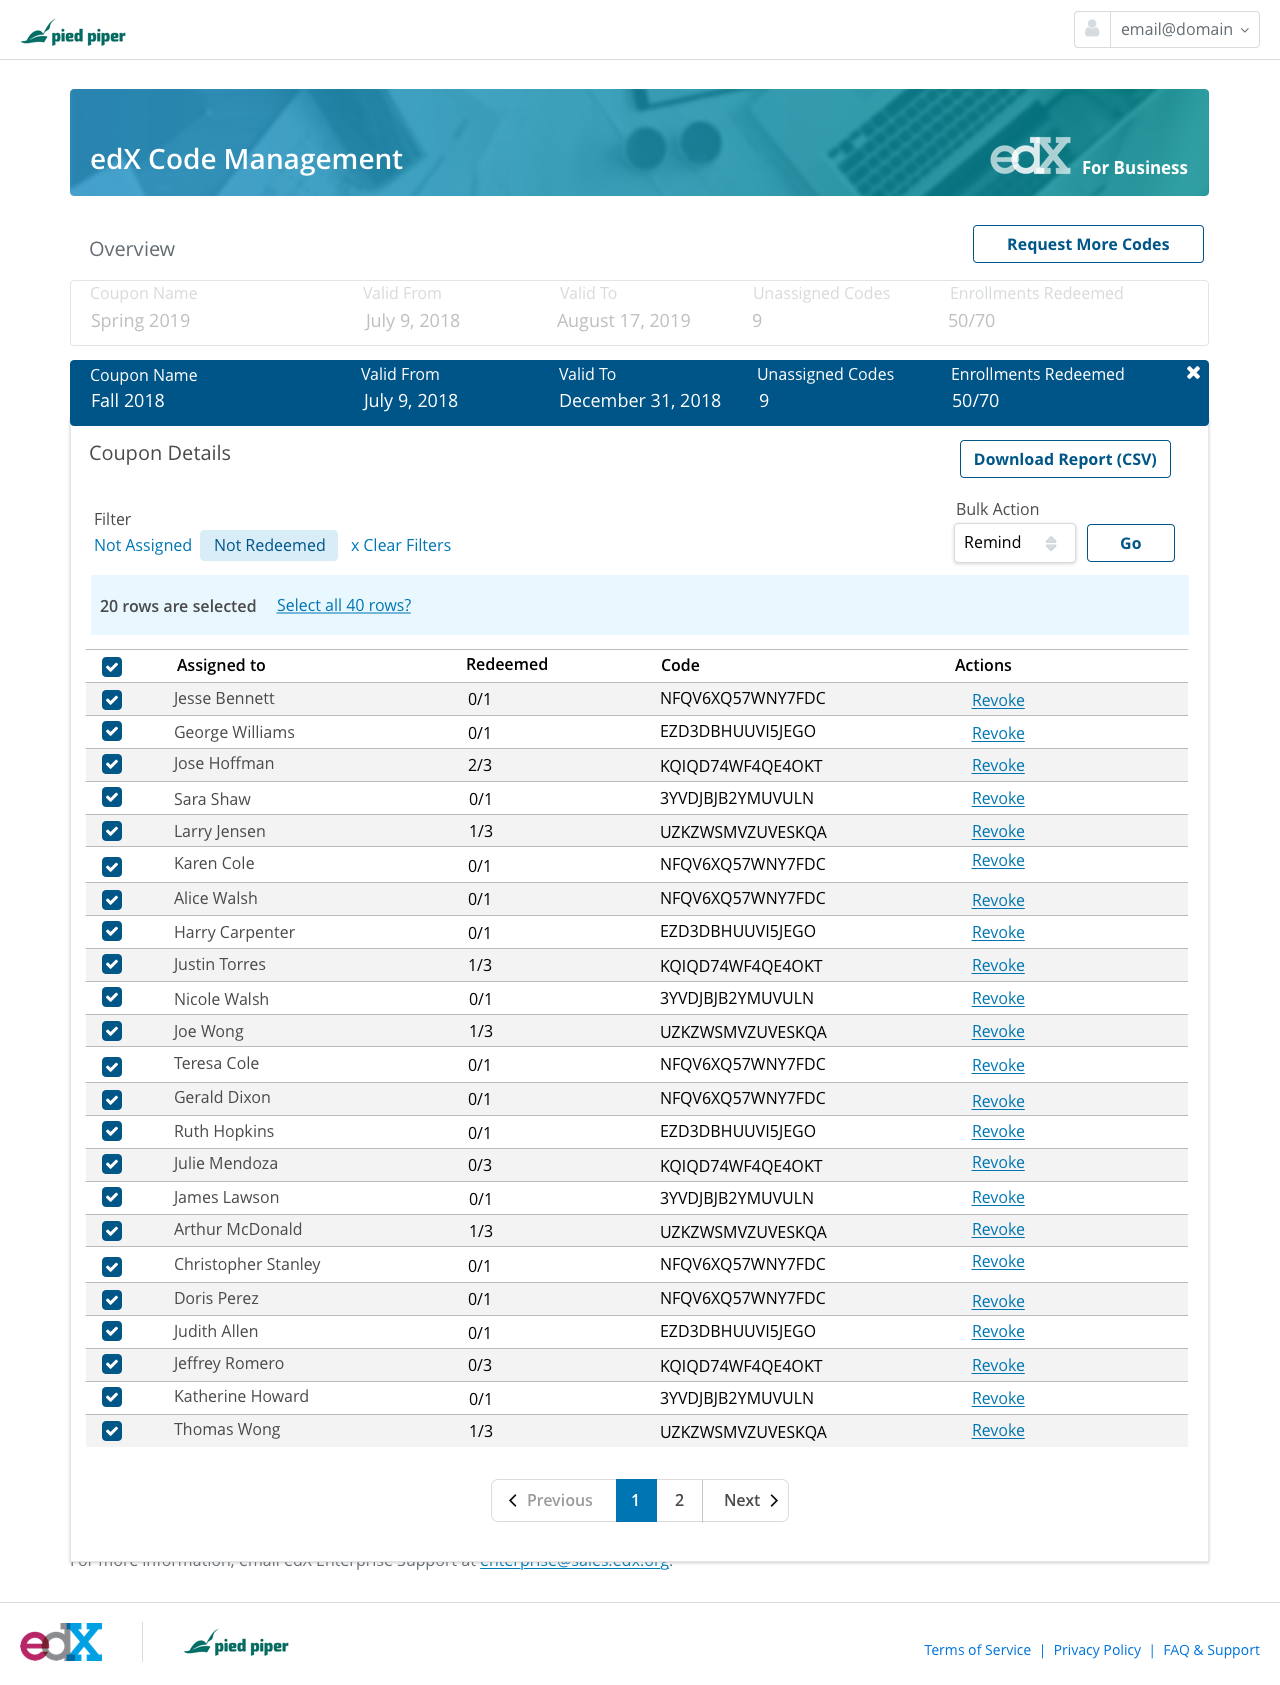 pied piper
email@domain
edX Code Management
edX For Business
Overview
Request More Codes
Coupon Name Valid From Valid To Unassigned Codes Enrollments Redeemed
Spring 2019 July 9, 2018 August 17, 2019 9 50/70
Coupon Name Valid From Valid To Unassigned Codes Enrollments Redeemed
Fall 2018 July 9, 2018 December 31, 2018 9 50/70
Coupon Details
Download Report (CSV)
Filter
Bulk Action
Not Assigned Not Redeemed x Clear Filters
Remind Go
20 rows are selected Select all 40 rows?
Assigned to Redeemed Code Actions
Jesse Bennett 0/1 NFQV6XQ57WNY7FDC Revoke
George Williams 0/1 EZD3DBHUUVI5JEGO Revoke
Jose Hoffman 2/3 KQIQD74WF4QE4OKT Revoke
Sara Shaw 0/1 3YVDJBJB2YMUVULN Revoke
Larry Jensen 1/3 UZKZWSMVZUVESKQA Revoke
Karen Cole 0/1 NFQV6XQ57WNY7FDC Revoke
Alice Walsh 0/1 NFQV6XQ57WNY7FDC Revoke
Harry Carpenter 0/1 EZD3DBHUUVI5JEGO Revoke
Justin Torres 1/3 KQIQD74WF4QE4OKT Revoke
Nicole Walsh 0/1 3YVDJBJB2YMUVULN Revoke
Joe Wong 1/3 UZKZWSMVZUVESKQA Revoke
Teresa Cole 0/1 NFQV6XQ57WNY7FDC Revoke
Gerald Dixon 0/1 NFQV6XQ57WNY7FDC Revoke
Ruth Hopkins 0/1 EZD3DBHUUVI5JEGO Revoke
Julie Mendoza 0/3 KQIQD74WF4QE4OKT Revoke
James Lawson 0/1 3YVDJBJB2YMUVULN Revoke
Arthur McDonald 1/3 UZKZWSMVZUVESKQA Revoke
Christopher Stanley 0/1 NFQV6XQ57WNY7FDC Revoke
Doris Perez 0/1 NFQV6XQ57WNY7FDC Revoke
Judith Allen 0/1 EZD3DBHUUVI5JEGO Revoke
Jeffrey Romero 0/3 KQIQD74WF4QE4OKT Revoke
Katherine Howard 0/1 3YVDJBJB2YMUVULN Revoke
Thomas Wong 1/3 UZKZWSMVZUVESKQA Revoke
Previous 1 2 Next
For more information, email edX Enterprise Support at enterprise@sales.edx.org.
edX pied piper
Terms of Service | Privacy Policy | FAQ & Support